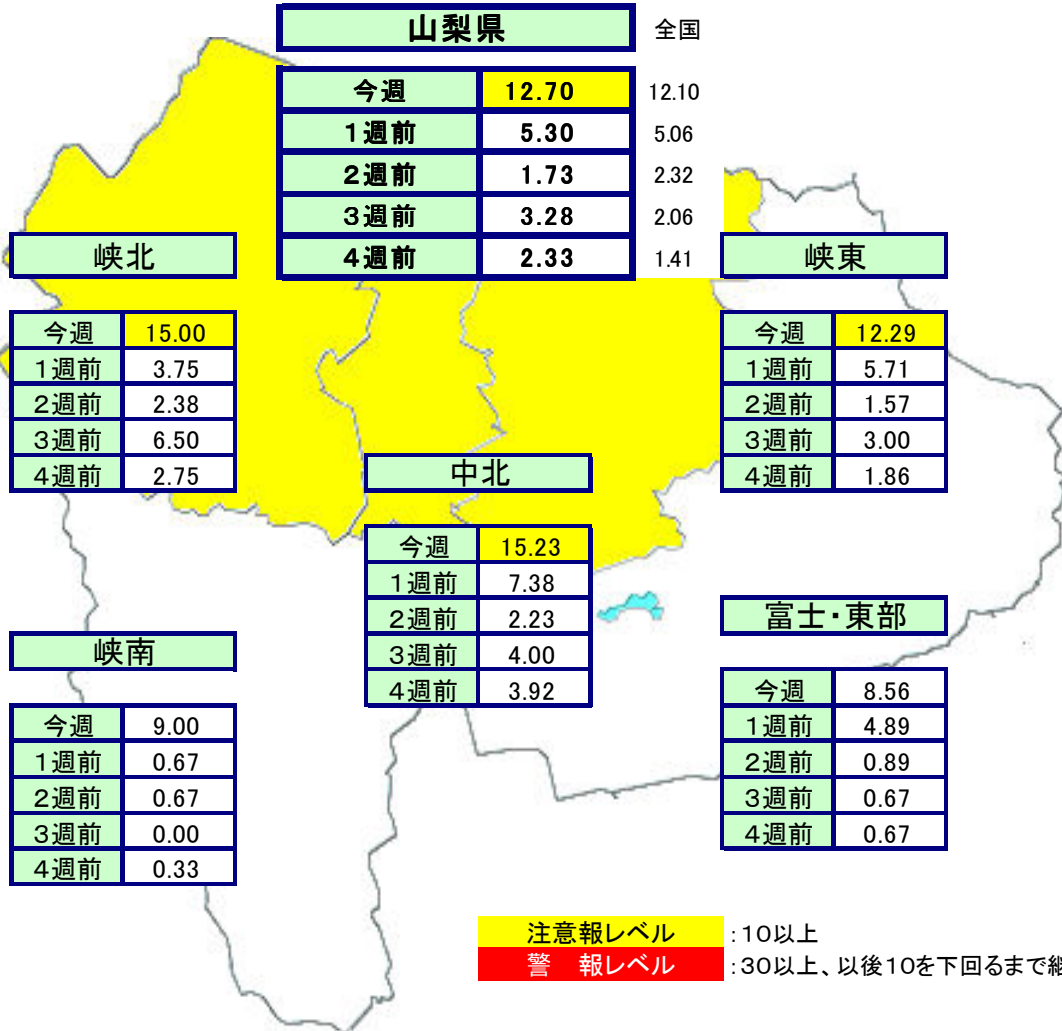 山梨県 全国
今週 12.70 12.10
1週前 5.30 5.06
2週前 1.73 2.32
3週前 3.28 2.06
4週前 2.33 1.41
峡北
今週 15.00
1週前 3.75
2週前 2.38
3週前 6.50
4週前 2.75
峡東
今週 12.29
1週前 5.71
2週前 1.57
3週前 3.00
4週前 1.86
中北
今週 15.23
1週前 7.38
2週前 2.23
3週前 4.00
4週前 3.92
峡南
今週 9.00
1週前 0.67
2週前 0.67
3週前 0.00
4週前 0.33
富士・東部
今週 8.56
1週前 4.89
2週前 0.89
3週前 0.67
4週前 0.67
注意報レベル :10以上
警 報レベル :30以上、以後10を下回るまで継